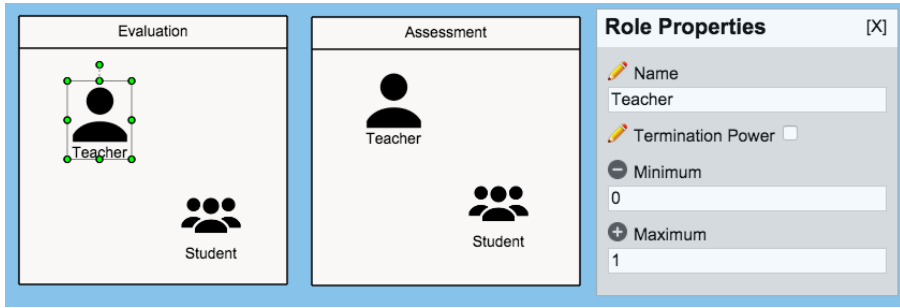 Evaluation
Teacher
Student
Assessment
Teacher
Student
Role Properties [X]
Name
Teacher
Termination Power
Minimum
0
Maximum
1